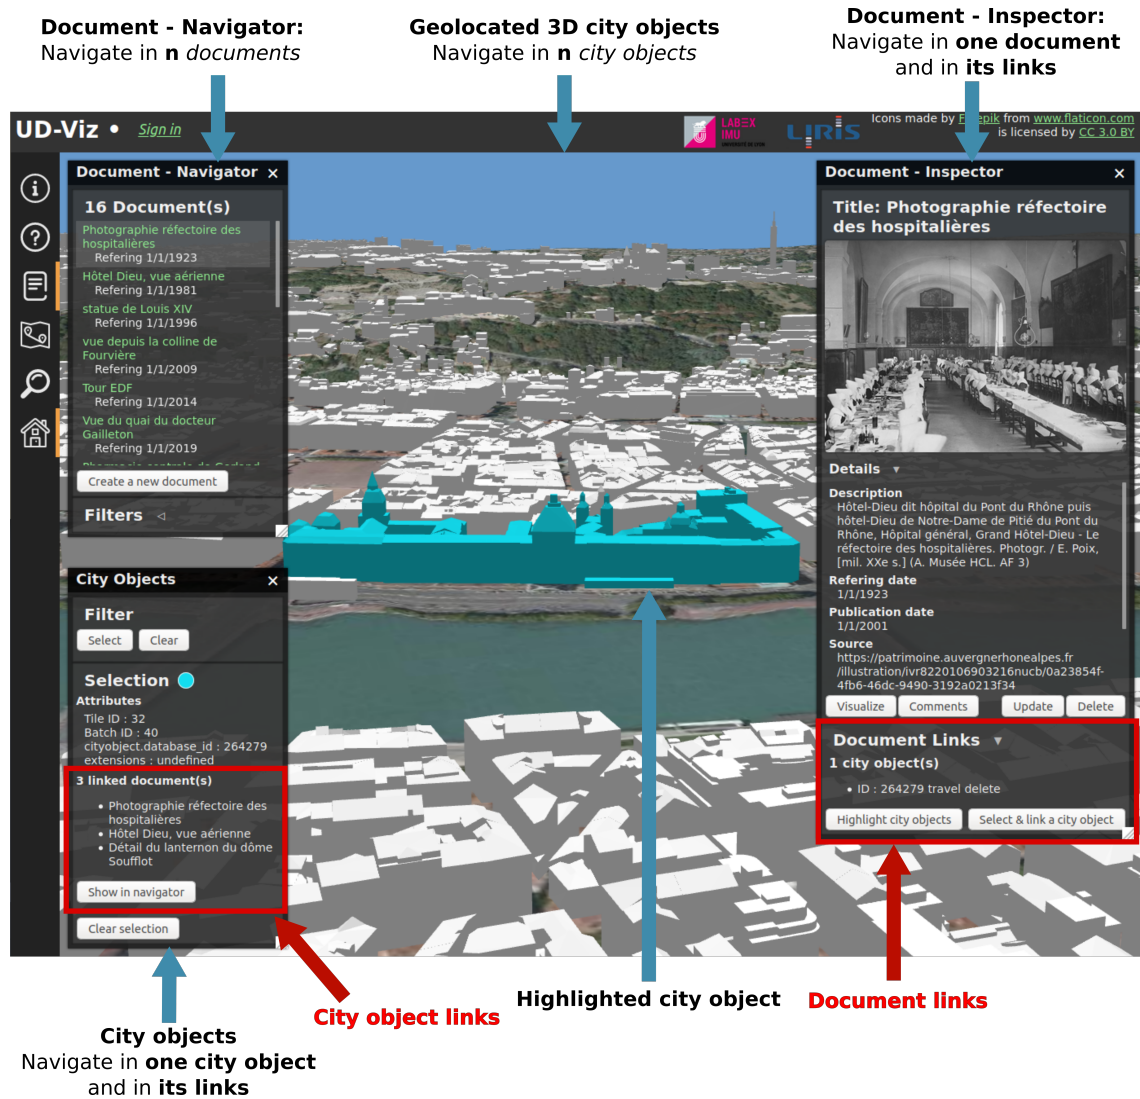 Document - Navigator:
Navigate in n documents
Geolocated 3D city objects
Navigate in n city objects
Document - Inspector:
Navigate in one document
and in its links
UD-Viz •
Sign in
LABEX
IMU
UNIVERSITÉ DE LYON
LIRIS
Icons made by Freepik from www.flaticon.com
is licensed by CC 3.0 BY
Document - Navigator ×
16 Document(s)
Photographie réfectoire des
hospitalières
Refering 1/1/1923
Hôtel Dieu, vue aérienne
Refering 1/1/1981
statue de Louis XIV
Refering 1/1/1996
vue depuis la colline de
Fourvière
Refering 1/1/2009
Tour EDF
Refering 1/1/2014
Vue du quai du docteur
Gailleton
Refering 1/1/2019
Pharmacie centrale de Gerland
Create a new document
Filters
City Objects ×
Filter
Select
Clear
Selection
Attributes
Tile ID : 32
Batch ID : 40
cityobject.database_id : 264279
extensions : undefined
3 linked document(s)
• Photographie réfectoire des
hospitalières
• Hôtel Dieu, vue aérienne
• Détail du lanternon du dôme
Soufflot
Show in navigator
Clear selection
Document - Inspector ×
Title: Photographie réfectoire
des hospitalières
Details
Description
Hôtel-Dieu dit hôpital du Pont du Rhône puis
hôtel-Dieu de Notre-Dame de Pitié du Pont du
Rhône, Hôpital général, Grand Hôtel-Dieu - Le
réfectoire des hospitalières. Photogr. / E. Poix,
[mil. XXe s.] (A. Musée HCL. AF 3)
Refering date
1/1/1923
Publication date
1/1/2001
Source
https://patrimoine.auvergnerhonealpes.fr
/illustration/ivr8220106903216nucb/0a23854f-
4fb6-46dc-9490-3192a0213f34
Visualize
Comments
Update
Delete
Document Links
1 city object(s)
• ID : 264279 travel delete
Highlight city objects
Select & link a city object
City object links
Highlighted city object
Document links
City objects
Navigate in one city object
and in its links